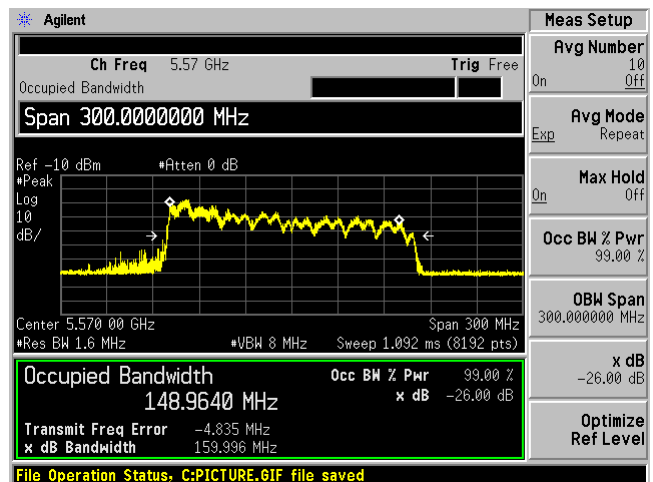 Agilent
Meas Setup
Ch Freq 5.57 GHz Trig Free
Occupied Bandwidth
Span 300.0000000 MHz
Ref -10 dBm #Atten 0 dB
#Peak
Log
10
dB/
Center 5.570 00 GHz Span 300 MHz
#Res BW 1.6 MHz #VBW 8 MHz Sweep 1.092 ms (8192 pts)
Occupied Bandwidth Occ BW % Pwr 99.00 %
148.9640 MHz x dB -26.00 dB
Transmit Freq Error -4.835 MHz
x dB Bandwidth 159.996 MHz
File Operation Status, C:PICTURE.GIF file saved
Avg Number
10
On Off
Avg Mode
Exp Repeat
Max Hold
On Off
Occ BW % Pwr
99.00 %
OBW Span
300.000000 MHz
x dB
-26.00 dB
Optimize
Ref Level